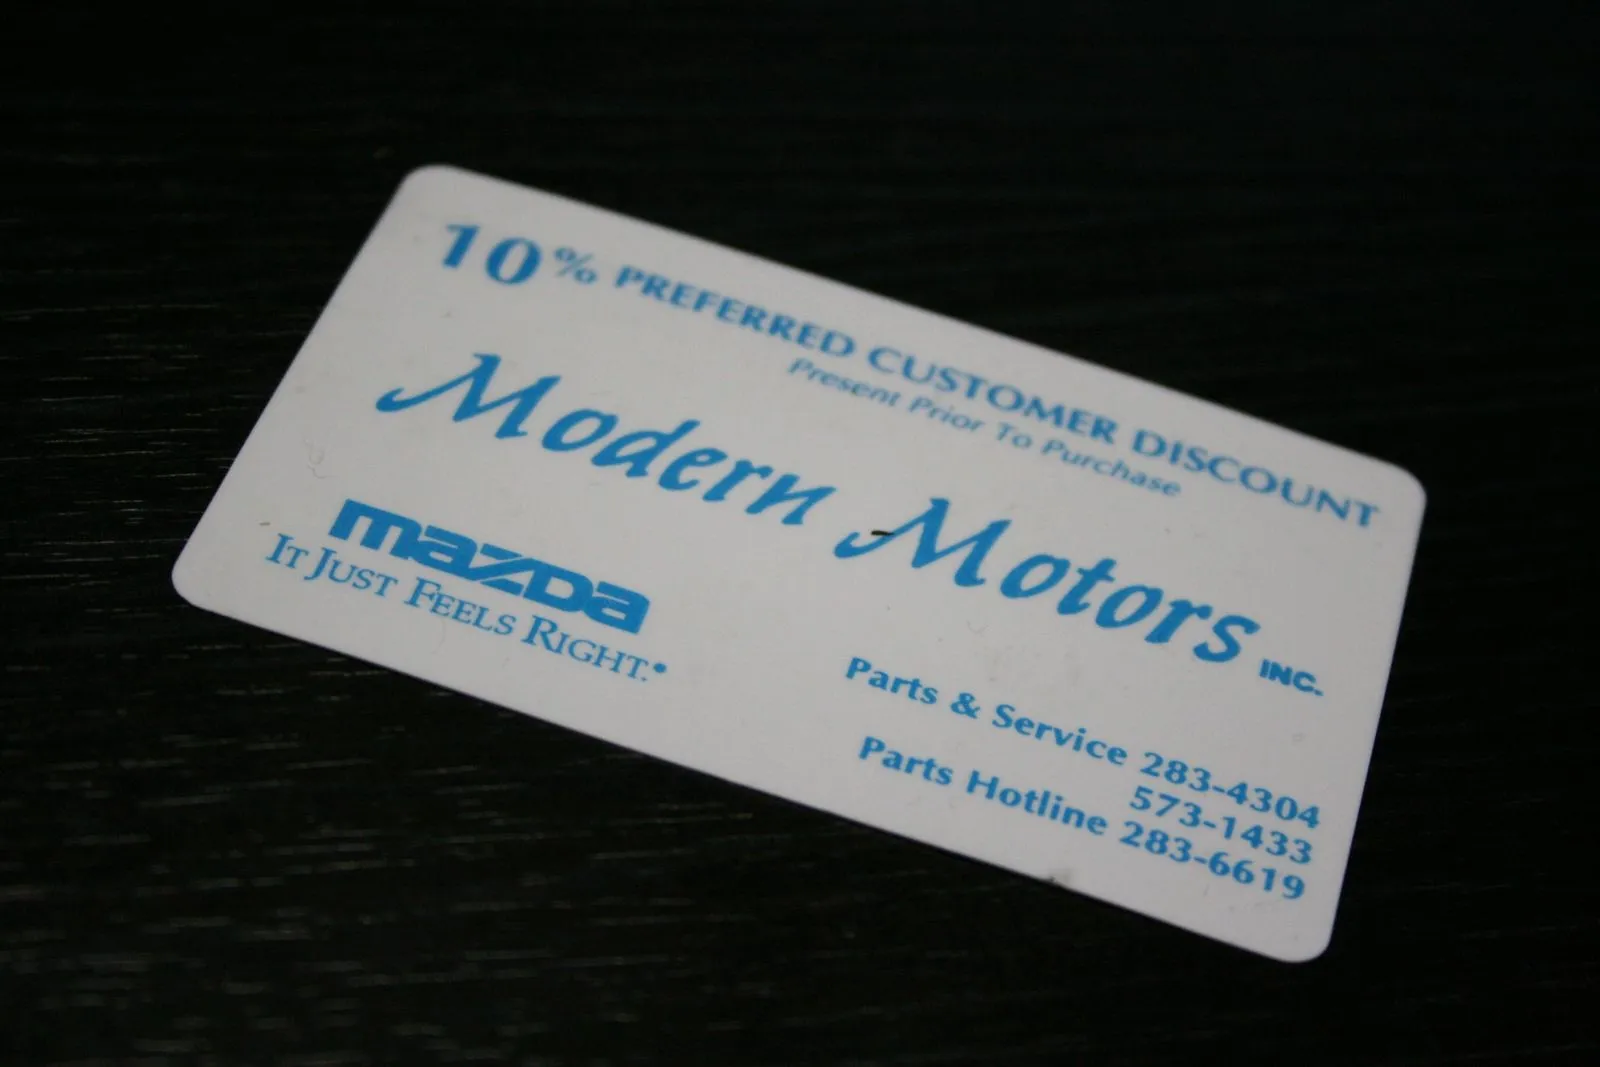 10% PREFERRED CUSTOMER DISCOUNT
Present Prior To Purchase
Modern Motors INC.
mazda
IT JUST FEELS RIGHT.
Parts & Service 283-4304
573-1433
Parts Hotline 283-6619